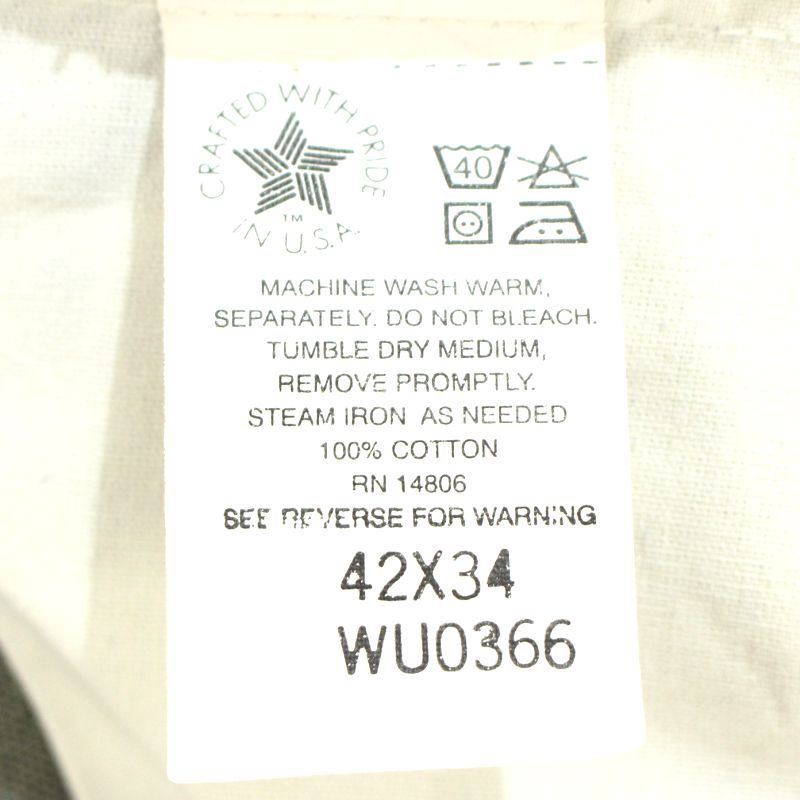 CRAFTED WITH PRIDE
TM
IN U.S.A.
40
MACHINE WASH WARM,
SEPARATELY. DO NOT BLEACH.
TUMBLE DRY MEDIUM,
REMOVE PROMPTLY.
STEAM IRON AS NEEDED
100% COTTON
RN 14806
SEE REVERSE FOR WARNING
42X34
WU0366